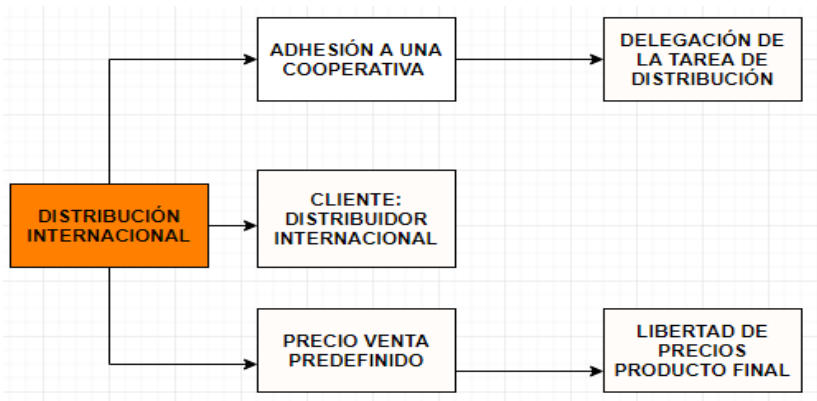 ADHESIÓN A UNA
COOPERATIVA
DELEGACIÓN DE
LA TAREA DE
DISTRIBUCIÓN
DISTRIBUCIÓN
INTERNACIONAL
CLIENTE:
DISTRIBUIDOR
INTERNACIONAL
PRECIO VENTA
PREDEFINIDO
LIBERTAD DE
PRECIOS
PRODUCTO FINAL